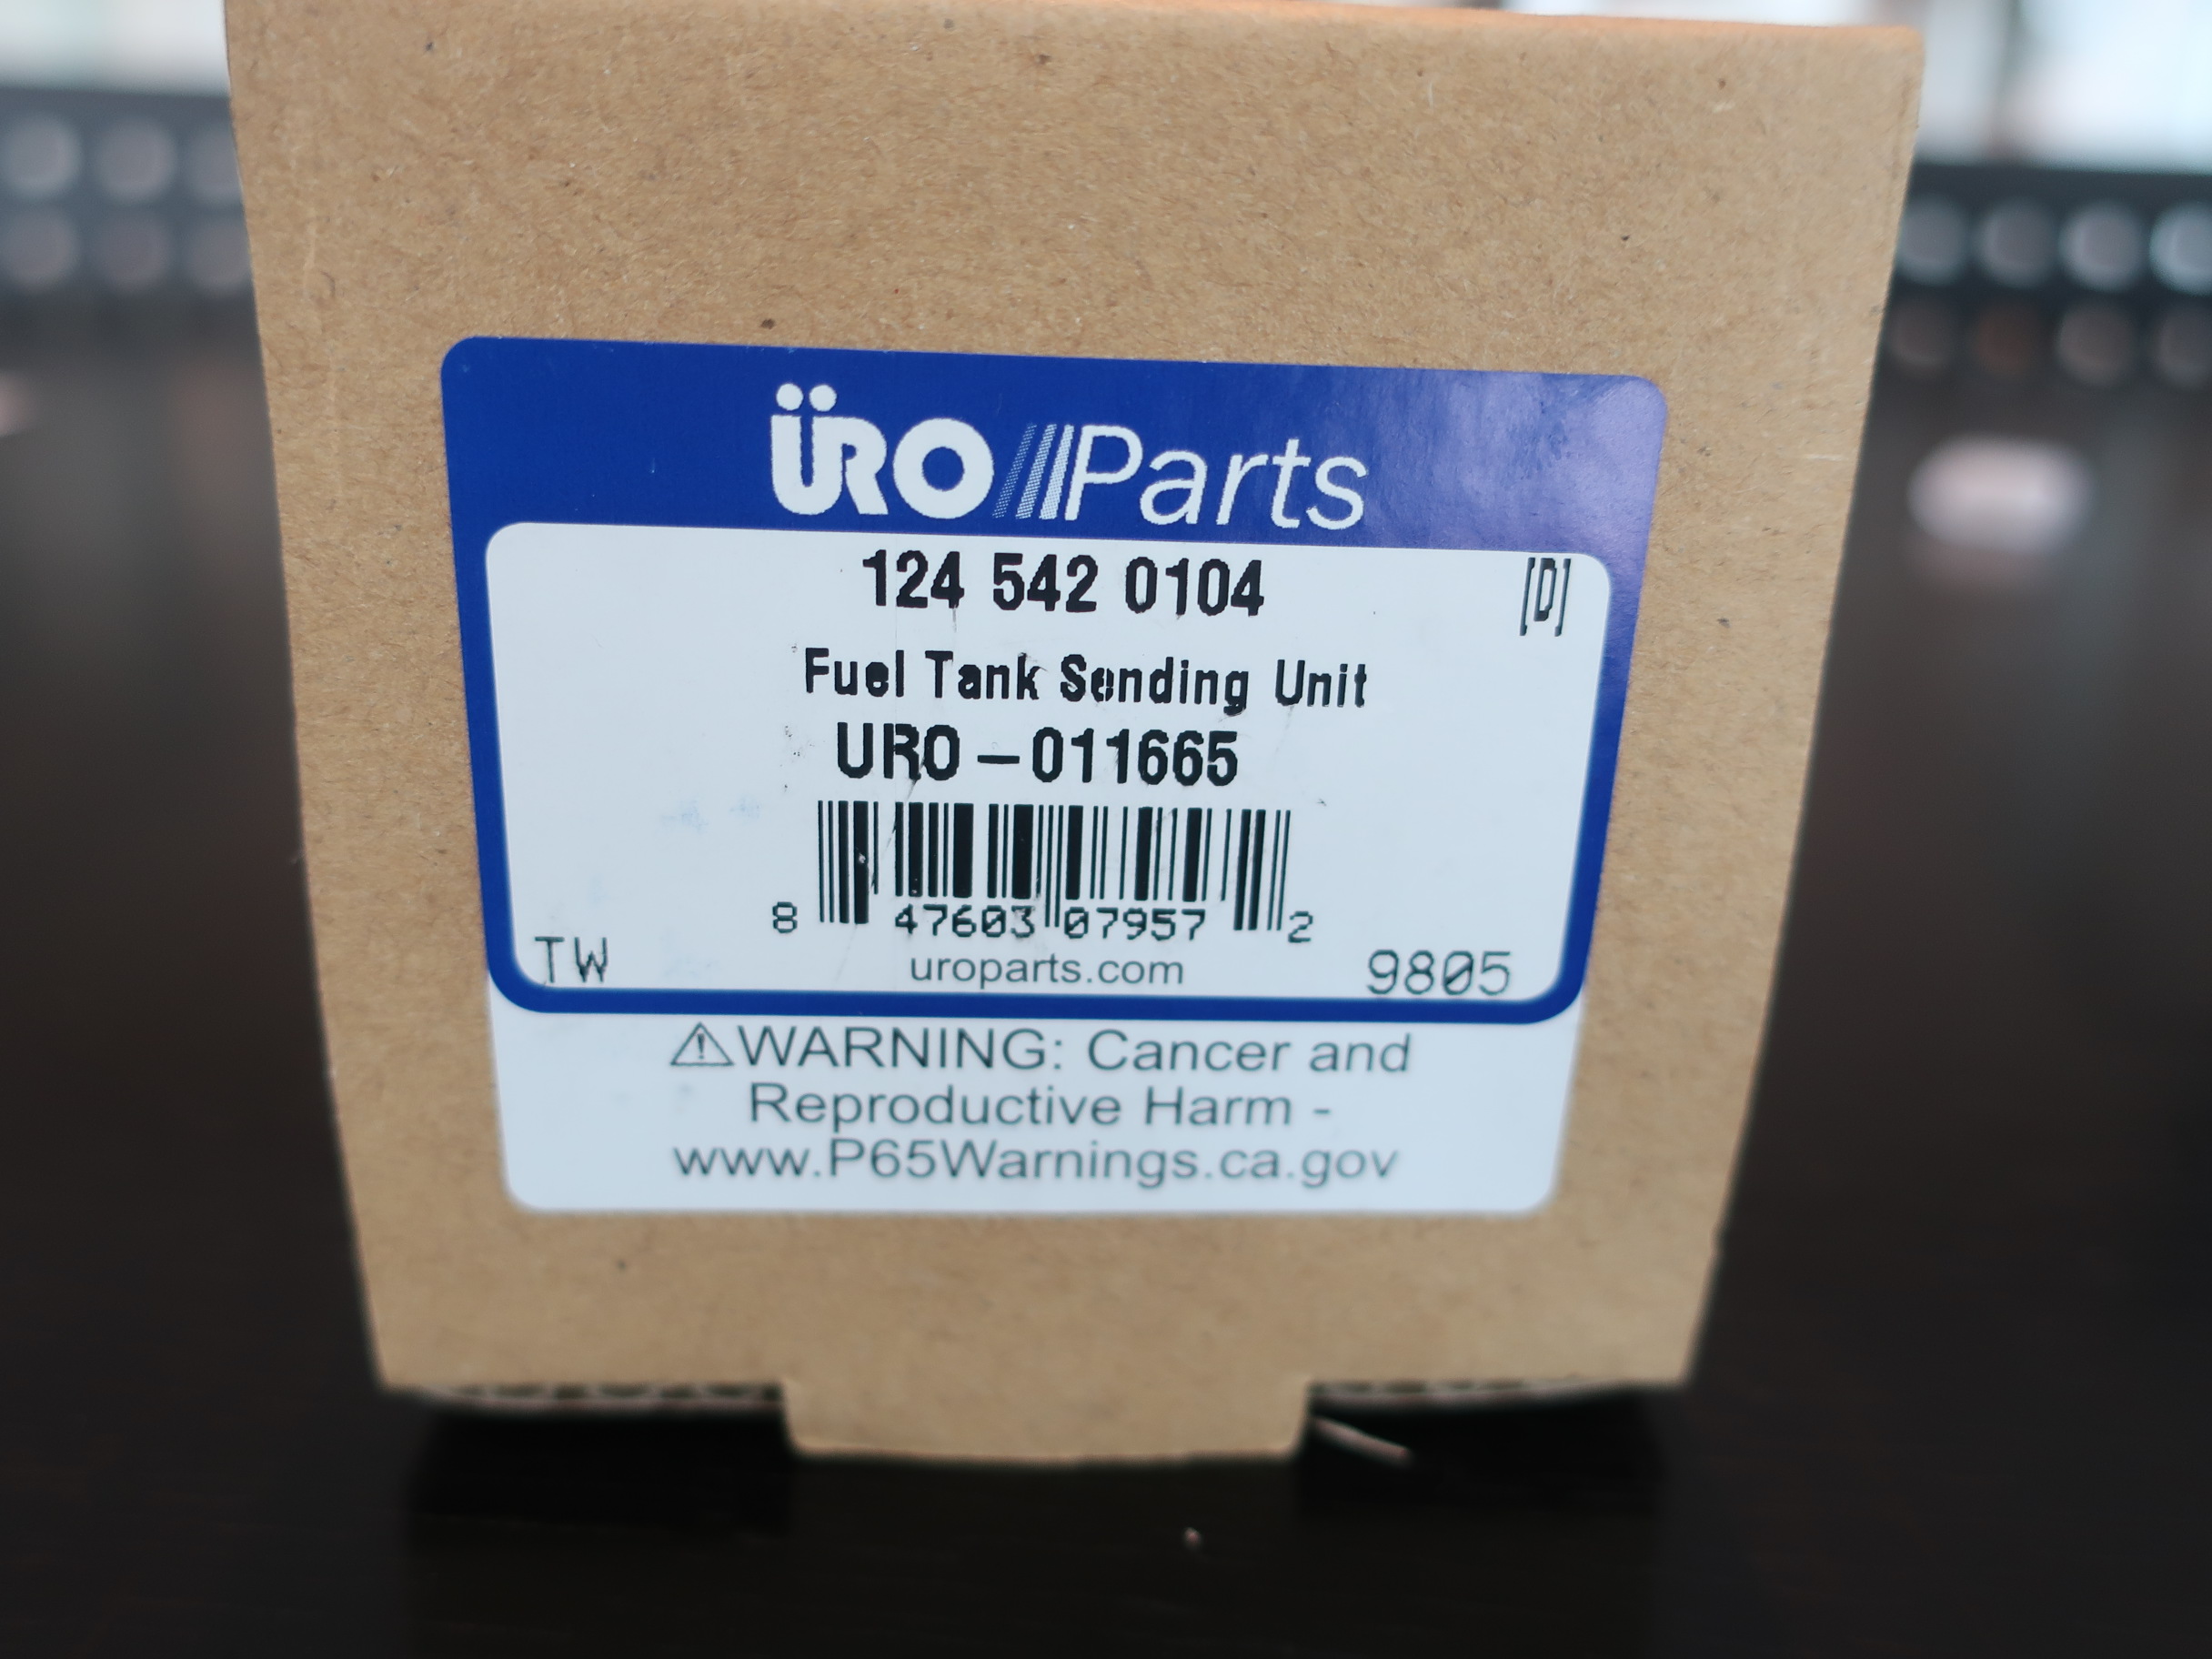 ÜRO Parts
124 542 0104 [D]
Fuel Tank Sending Unit
URO-011665
8 47603 07957 2
TW uroparts.com 9805
⚠WARNING: Cancer and
Reproductive Harm -
www.P65Warnings.ca.gov